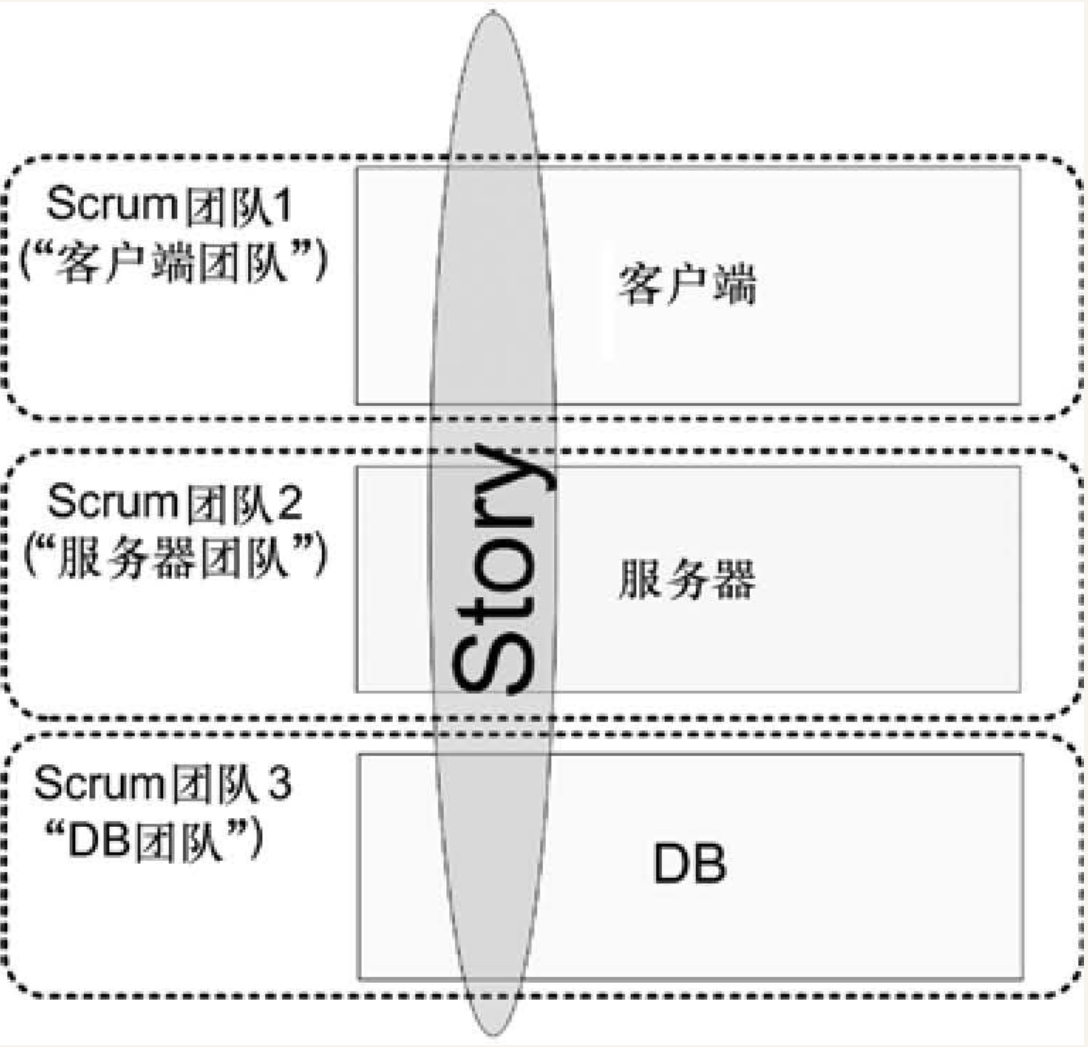 Scrum团队1
(“客户端团队”)
客户端
Scrum团队2
(“服务器团队”)
服务器
Story
Scrum团队3
“DB团队”)
DB